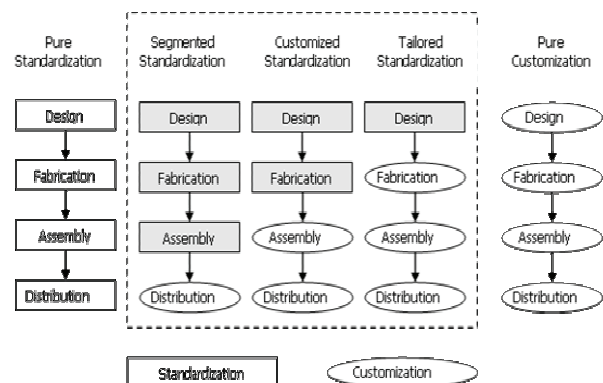 Pure
Standardization
Segmented
Standardization
Customized
Standardization
Tailored
Standardization
Pure
Customization
Design
Design
Design
Design
Design
Fabrication
Fabrication
Fabrication
Fabrication
Fabrication
Assembly
Assembly
Assembly
Assembly
Assembly
Distribution
Distribution
Distribution
Distribution
Distribution
Standardization
Customization